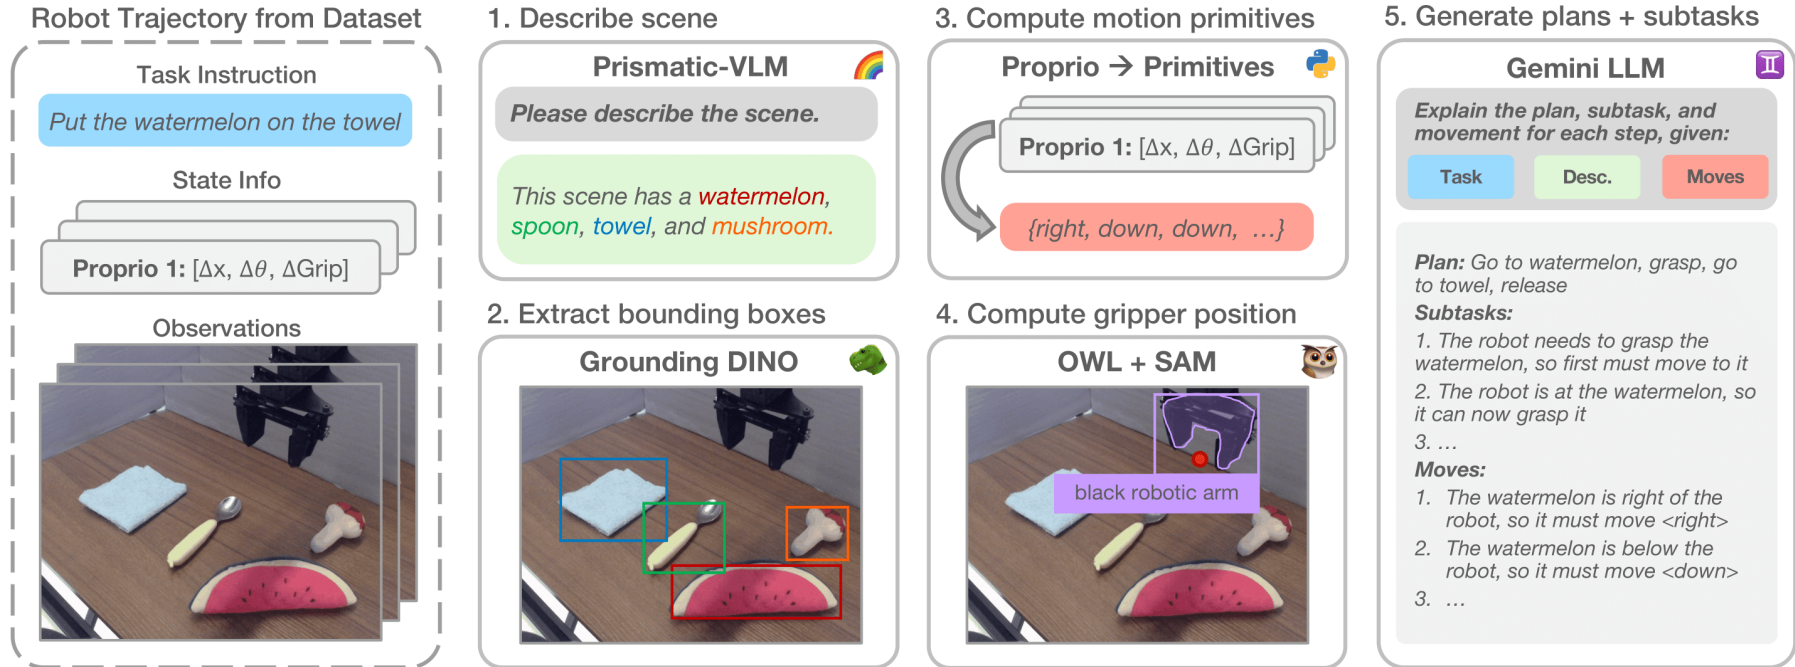 Robot Trajectory from Dataset
Task Instruction
Put the watermelon on the towel
State Info
Proprio 1: [Δx, Δθ, ΔGrip]
Observations
1. Describe scene
Prismatic-VLM
Please describe the scene.
This scene has a watermelon,
spoon, towel, and mushroom.
2. Extract bounding boxes
Grounding DINO
3. Compute motion primitives
Proprio → Primitives
Proprio 1: [Δx, Δθ, ΔGrip]
{right, down, down, ...}
4. Compute gripper position
OWL + SAM
black robotic arm
5. Generate plans + subtasks
Gemini LLM
Explain the plan, subtask, and
movement for each step, given:
Task
Desc.
Moves
Plan: Go to watermelon, grasp, go
to towel, release
Subtasks:
1. The robot needs to grasp the
watermelon, so first must move to it
2. The robot is at the watermelon, so
it can now grasp it
3. ...
Moves:
1. The watermelon is right of the
robot, so it must move <right>
2. The watermelon is below the
robot, so it must move <down>
3. ...